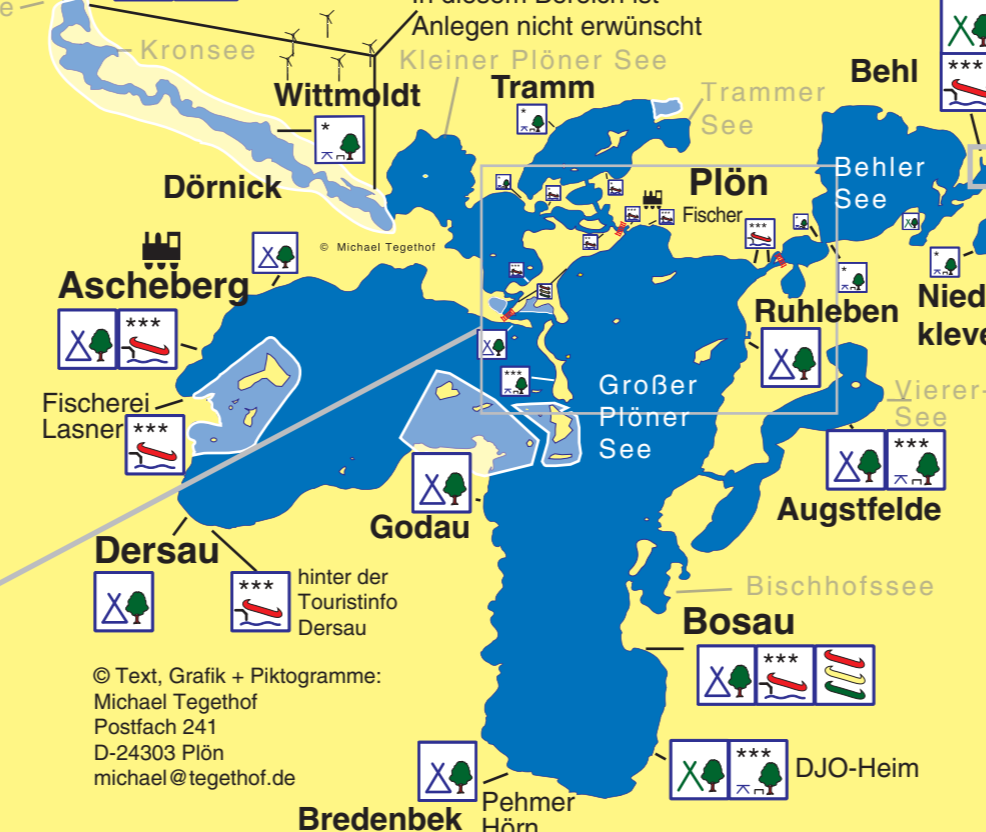 e
In diesem Bereich ist
Anlegen nicht erwünscht
Kronsee
Kleiner Plöner See
Behl
Wittmoldt
Tramm
Trammer
See
*
*
***
Dörnick
Plön
Behler
See
Fischer
© Michael Tegethof
***
*
*
Ascheberg
Ruhleben
Nied
kleve
***
***
Großer
Plöner
See
Vierer-
See
Fischerei
Lasner
***
***
Godau
Augstfelde
Dersau
***
hinter der
Touristinfo
Dersau
Bischhofssee
Bosau
***
© Text, Grafik + Piktogramme:
Michael Tegethof
Postfach 241
D-24303 Plön
michael@tegethof.de
***
DJO-Heim
Bredenbek
Pehmer
Hörn